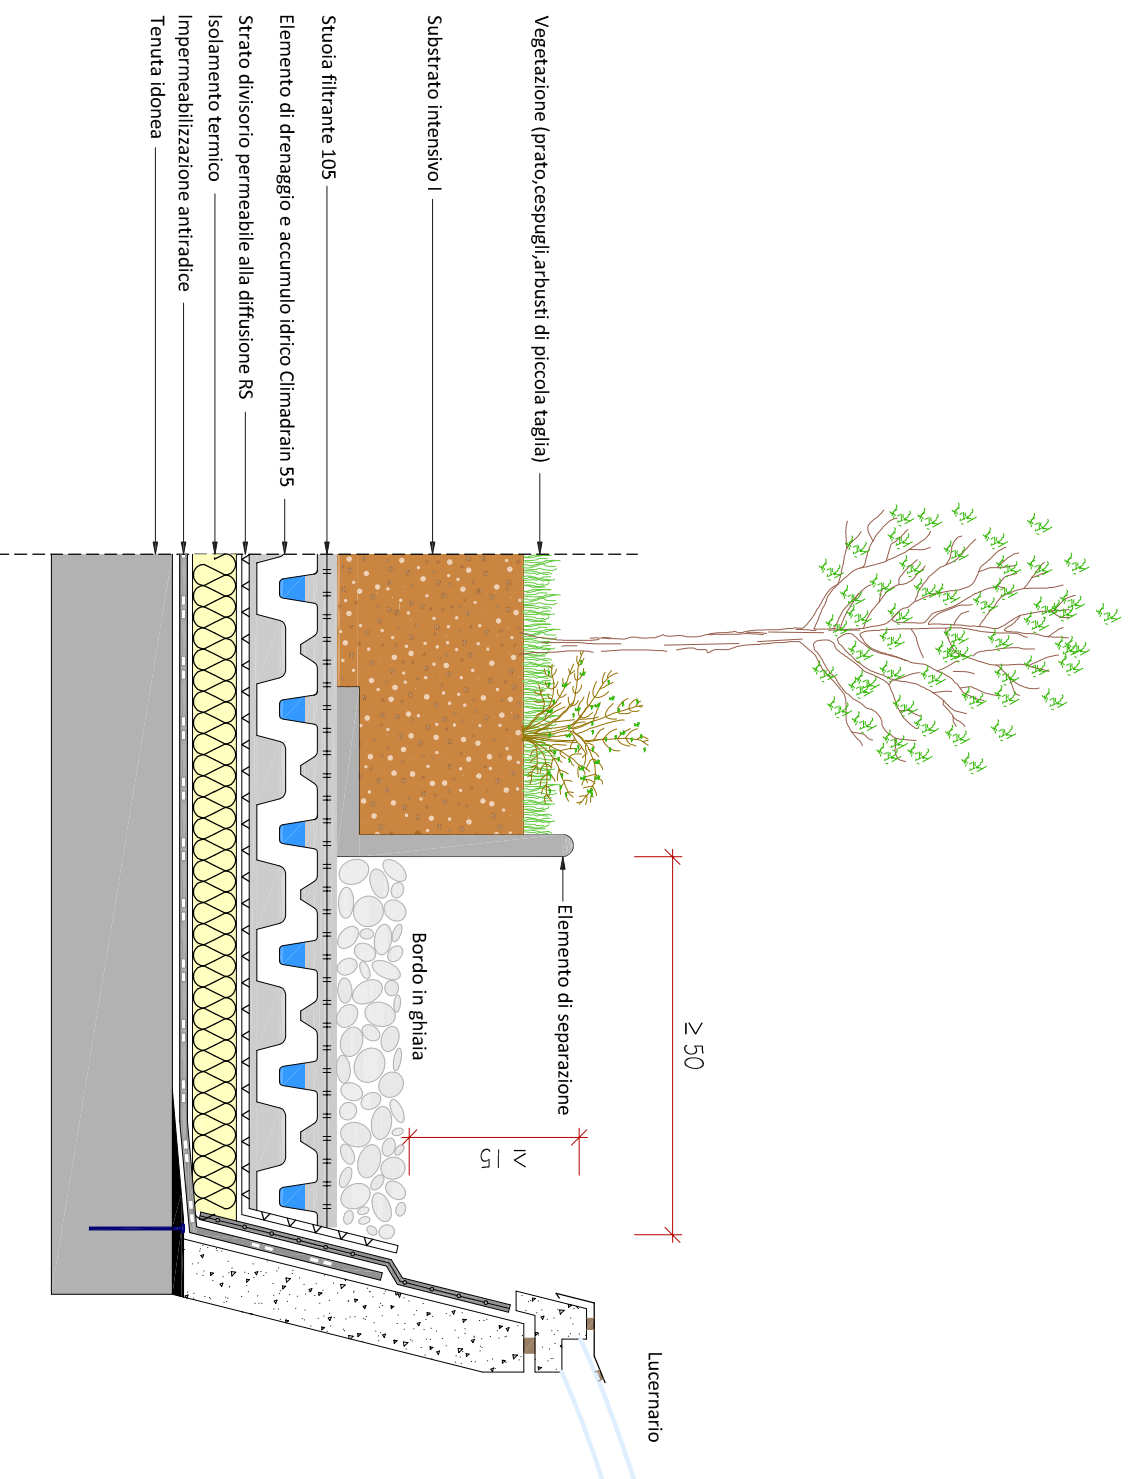 Vegetazione (prato,cespugli,arbusti di piccola taglia)
Substrato intensivo I
Stuoia filtrante 105
Elemento di drenaggio e accumulo idrico Climadrain 55
Strato divisorio permeabile alla diffusione RS
Isolamento termico
Impermeabilizzazione antiradice
Tenuta idonea
≥ 50
Elemento di separazione
≥ 15
Bordo in ghiaia
Lucernario